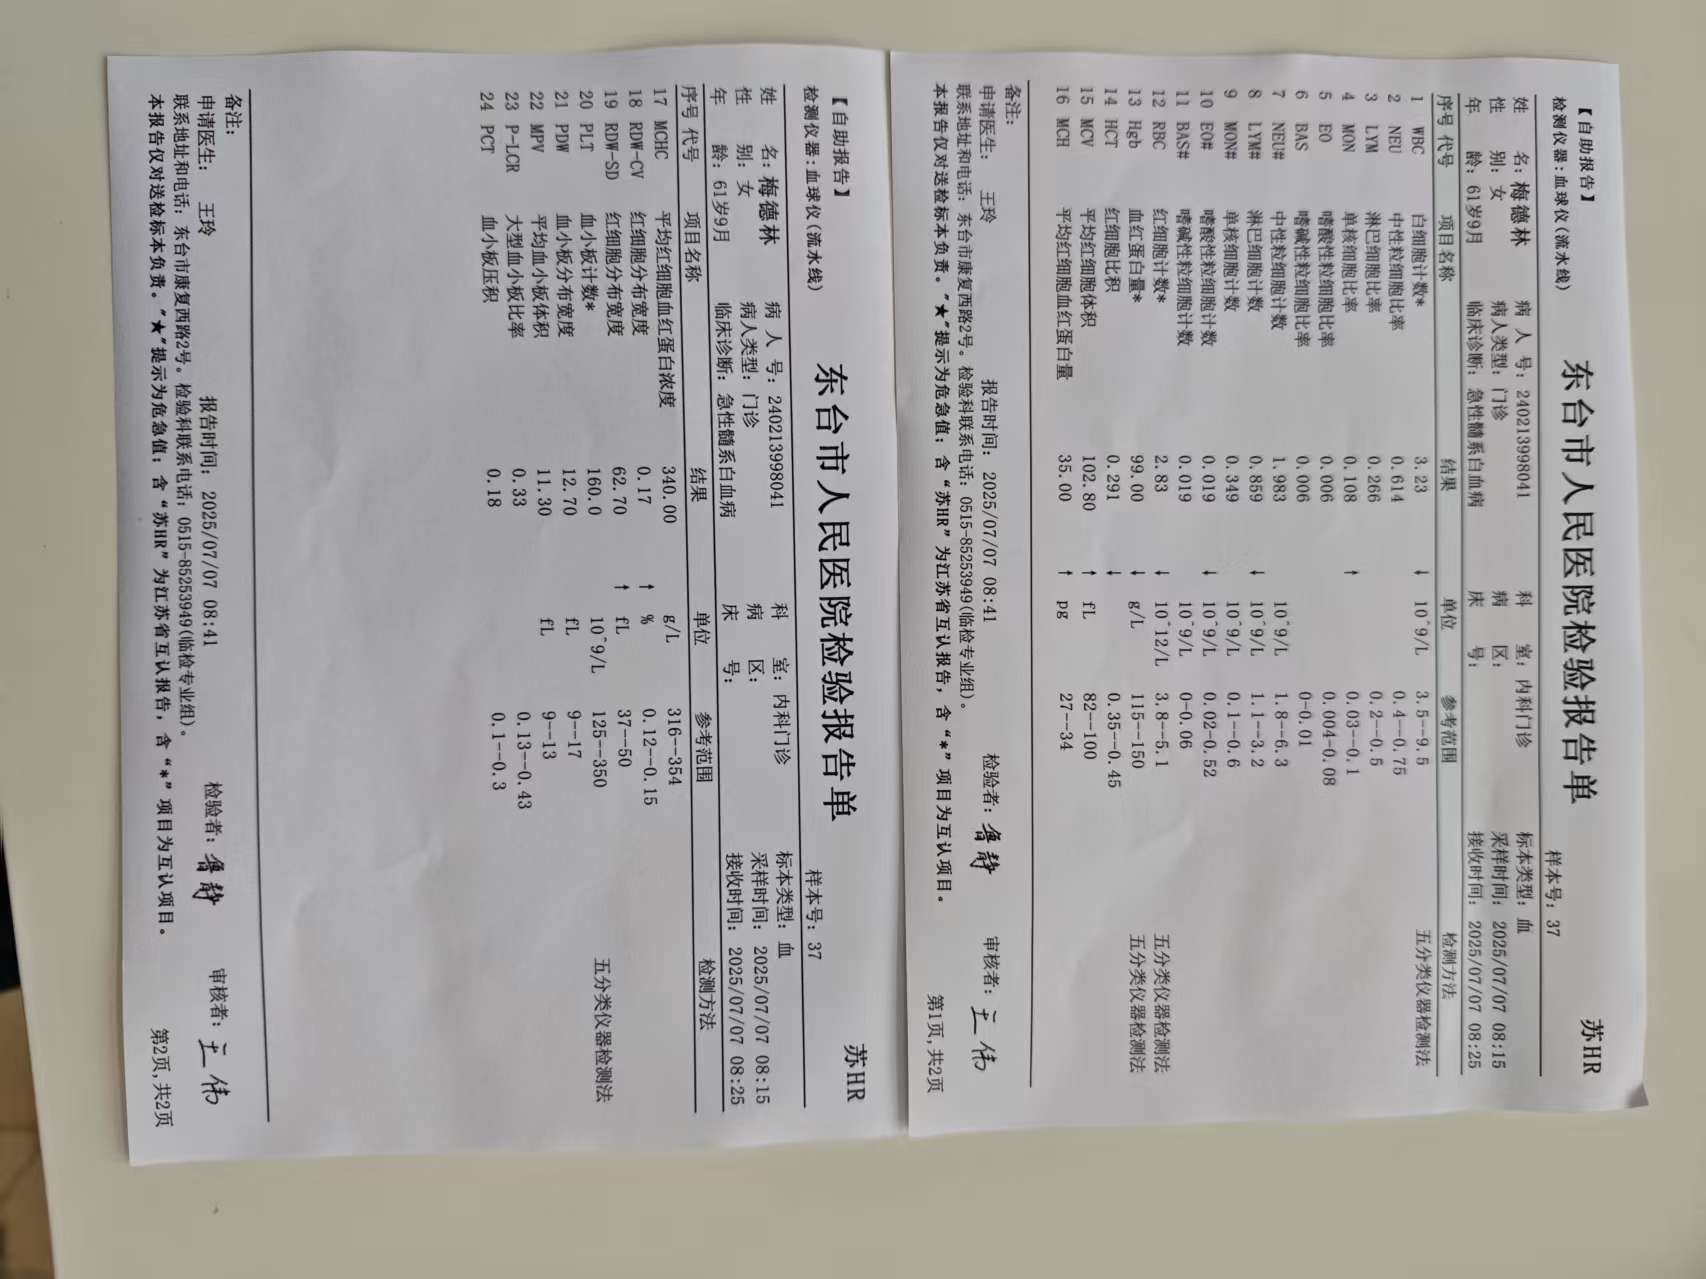 【自助报告】
东台市人民医院检验报告单
苏HR
检测仪器:血球仪(流水线)
样本号: 37
姓 名: 梅德林 病 人 号: 24021399​8041 科 室: 内科门诊 标本类型: 血
性 别: 女 病人类型: 门诊 病 区: 采样时间: 2025/07/07 08:15
年 龄: 61岁9月 临床诊断: 急性髓系白血病 床 号: 接收时间: 2025/07/07 08:25
序号 代号 项目名称 结果 单位 参考范围 检测方法
1 WBC 白细胞计数* 3.23 ↓ 10^9/L 3.5--9.5 五分类仪器检测法
2 NEU 中性粒细胞比率 0.614 0.4--0.75
3 LYM 淋巴细胞比率 0.266 0.2--0.5
4 MON 单核细胞比率 0.108 ↑ 0.03--0.1
5 EO 嗜酸性粒细胞比率 0.006 0.004-0.08
6 BAS 嗜碱性粒细胞比率 0.006 0-0.01
7 NEU# 中性粒细胞计数 1.983 10^9/L 1.8--6.3
8 LYM# 淋巴细胞计数 0.859 ↓ 10^9/L 1.1--3.2
9 MON# 单核细胞计数 0.349 10^9/L 0.1--0.6
10 EO# 嗜酸性粒细胞计数 0.019 ↓ 10^9/L 0.02-0.52
11 BAS# 嗜碱性粒细胞计数 0.019 10^9/L 0-0.06
12 RBC 红细胞计数* 2.83 ↓ 10^12/L 3.8--5.1 五分类仪器检测法
13 Hgb 血红蛋白量* 99.00 ↓ g/L 115--150 五分类仪器检测法
14 HCT 红细胞比积 0.291 ↓ 0.35--0.45
15 MCV 平均红细胞体积 102.80 ↑ fL 82--100
16 MCH 平均红细胞血红蛋白量 35.00 ↑ pg 27--34
备注:
申请医生: 王玲 报告时间: 2025/07/07 08:41 检验者: 鲁静 审核者: 王伟
联系地址和电话: 东台市康复西路2号。检验科联系电话: 0515-85253949(临检专业组)。
本报告仅对送检标本负责。"★"提示为危急值; 含"苏HR"为江苏省互认报告, 含"*"项目为互认项目。
第1页,共2页
【自助报告】
东台市人民医院检验报告单
苏HR
检测仪器:血球仪(流水线)
样本号: 37
姓 名: 梅德林 病 人 号: 240213998041 科 室: 内科门诊 标本类型: 血
性 别: 女 病人类型: 门诊 病 区: 采样时间: 2025/07/07 08:15
年 龄: 61岁9月 临床诊断: 急性髓系白血病 床 号: 接收时间: 2025/07/07 08:25
序号 代号 项目名称 结果 单位 参考范围 检测方法
17 MCHC 平均红细胞血红蛋白浓度 340.00 g/L 316--354
18 RDW-CV 红细胞分布宽度 0.17 ↑ % 0.12--0.15
19 RDW-SD 红细胞分布宽度 62.70 ↑ fL 37--50
20 PLT 血小板计数* 160.0 10^9/L 125--350 五分类仪器检测法
21 PDW 血小板分布宽度 12.70 fL 9--17
22 MPV 平均血小板体积 11.30 fL 9--13
23 P-LCR 大型血小板比率 0.33 0.13--0.43
24 PCT 血小板压积 0.18 0.1--0.3
备注:
申请医生: 王玲 报告时间: 2025/07/07 08:41 检验者: 鲁静 审核者: 王伟
联系地址和电话: 东台市康复西路2号。检验科联系电话: 0515-85253949(临检专业组)。
本报告仅对送检标本负责。"★"提示为危急值; 含"苏HR"为江苏省互认报告, 含"*"项目为互认项目。
第2页,共2页